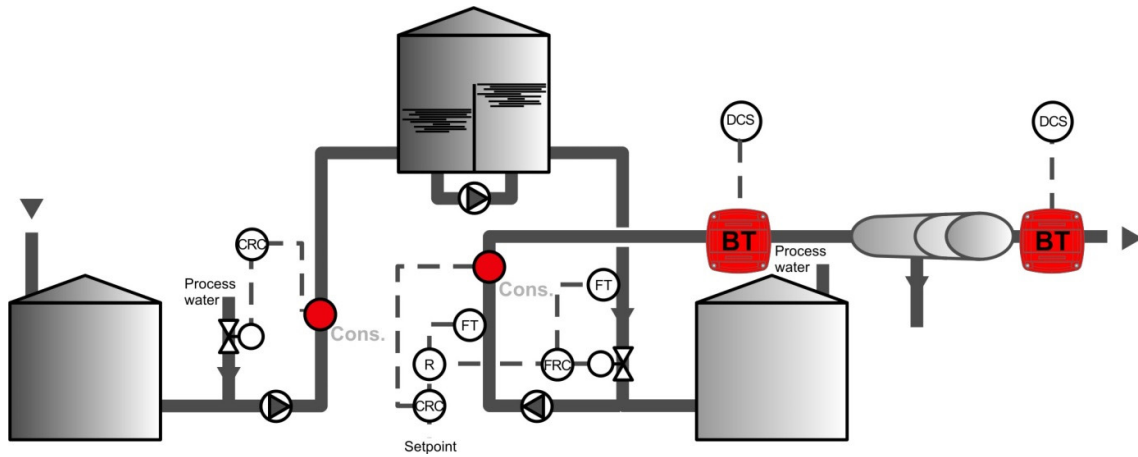 DCS
DCS
CRC
BT
BT
Process
water
Process
water
Cons.
FT
Cons.
FT
R
FRC
CRC
Setpoint